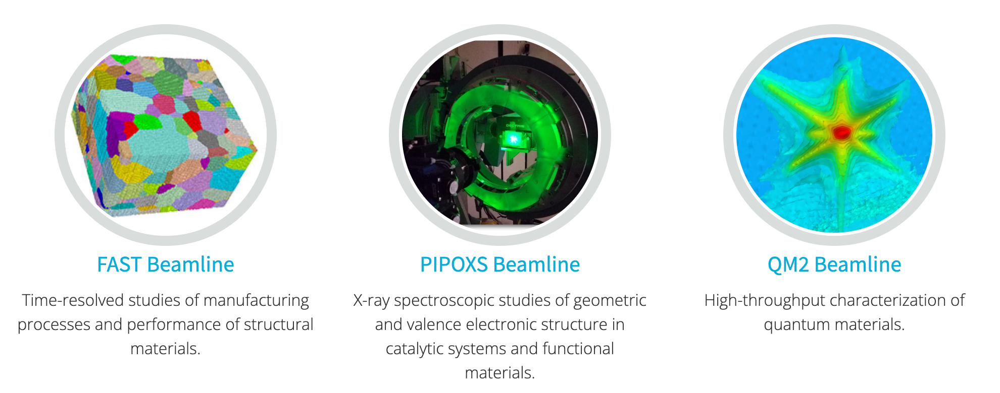 FAST Beamline
Time-resolved studies of manufacturing
processes and performance of structural
materials.
PIPOXS Beamline
X-ray spectroscopic studies of geometric
and valence electronic structure in
catalytic systems and functional
materials.
QM2 Beamline
High-throughput characterization of
quantum materials.